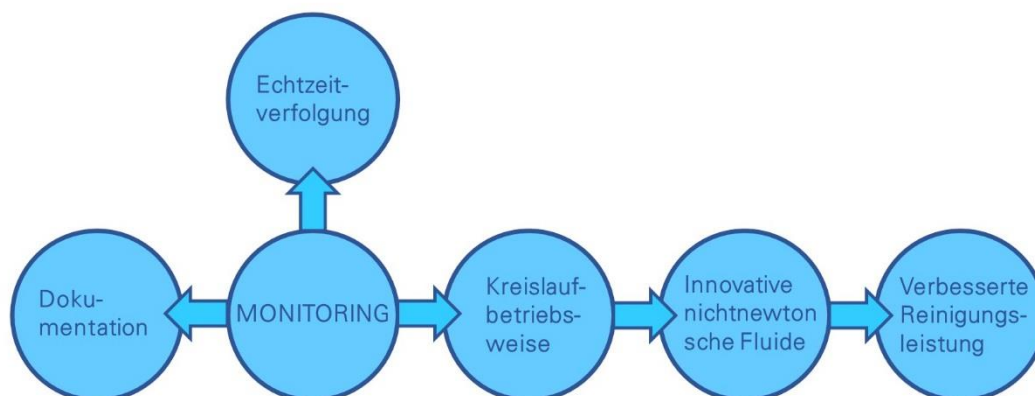 Echtzeit-
verfolgung
Doku-
mentation
MONITORING
Kreislauf-
betriebs-
weise
Innovative
nichtnewton
sche Fluide
Verbesserte
Reinigungs-
leistung